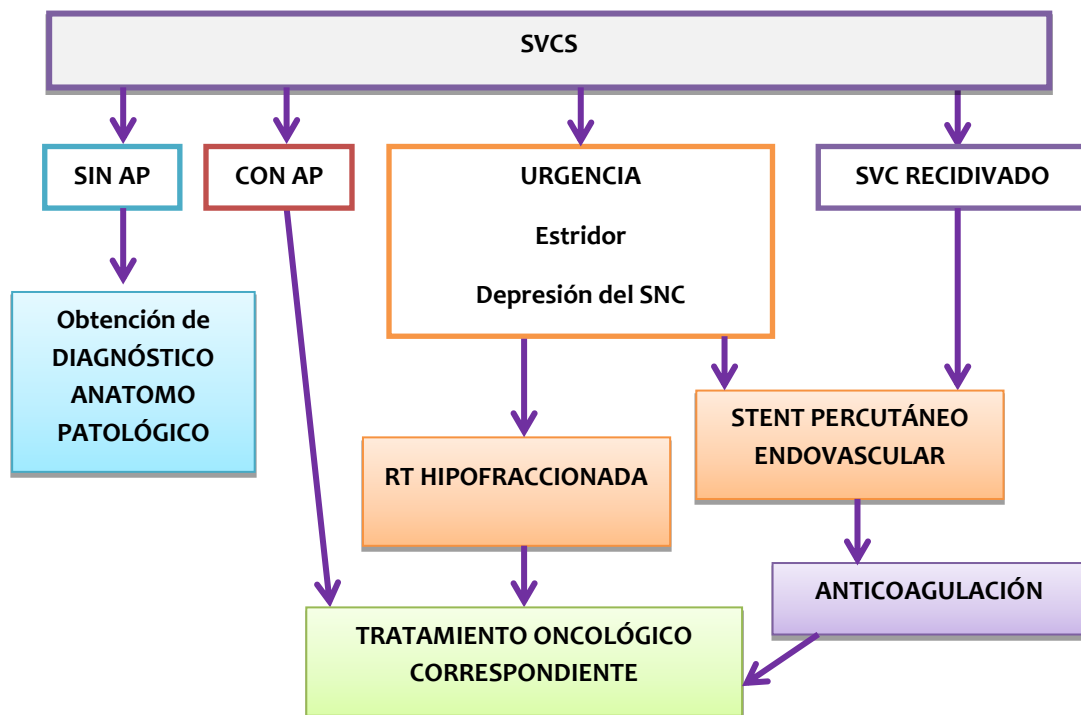 SVCS
SIN AP
CON AP
URGENCIA
Estridor
Depresión del SNC
SVC RECIDIVADO
Obtención de
DIAGNÓSTICO
ANATOMO
PATOLÓGICO
RT HIPOFRACCIONADA
STENT PERCUTÁNEO
ENDOVASCULAR
ANTICOAGULACIÓN
TRATAMIENTO ONCOLÓGICO
CORRESPONDIENTE